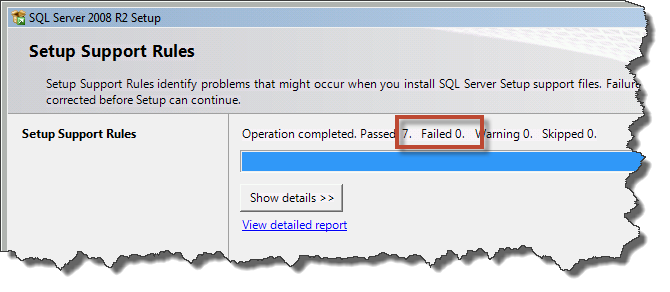 SQL Server 2008 R2 Setup
Setup Support Rules
Setup Support Rules identify problems that might occur when you install SQL Server Setup support files. Failure
corrected before Setup can continue.
Setup Support Rules
Operation completed. Passed 7. Failed 0. Warning 0. Skipped 0.
Show details >>
View detailed report